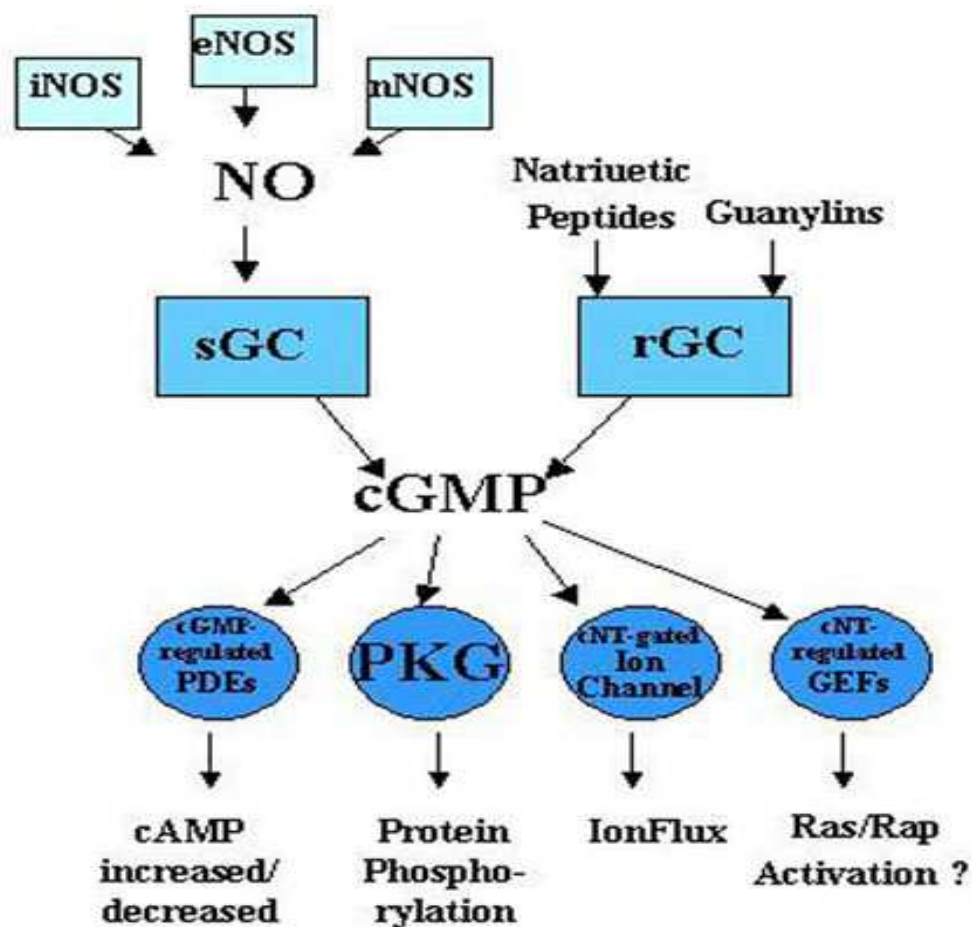 eNOS
iNOS
nNOS
NO
Natriuetic
Peptides
Guanylins
sGC
rGC
cGMP
cGMP-
regulated
PDEs
PKG
cNT-gated
Ion
Channel
cNT-
regulated
GEFs
cAMP
increased/
decreased
Protein
Phospho-
rylation
IonFlux
Ras/Rap
Activation ?